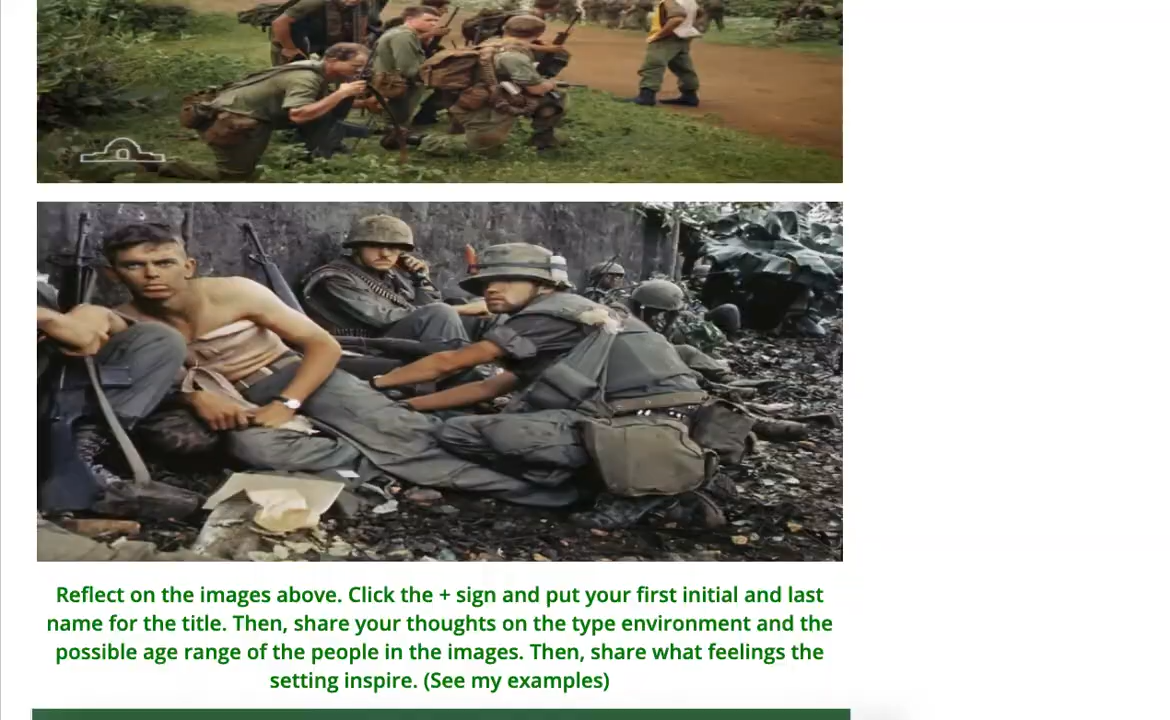 Reflect on the images above. Click the + sign and put your first initial and last
name for the title. Then, share your thoughts on the type environment and the
possible age range of the people in the images. Then, share what feelings the
setting inspire. (See my examples)